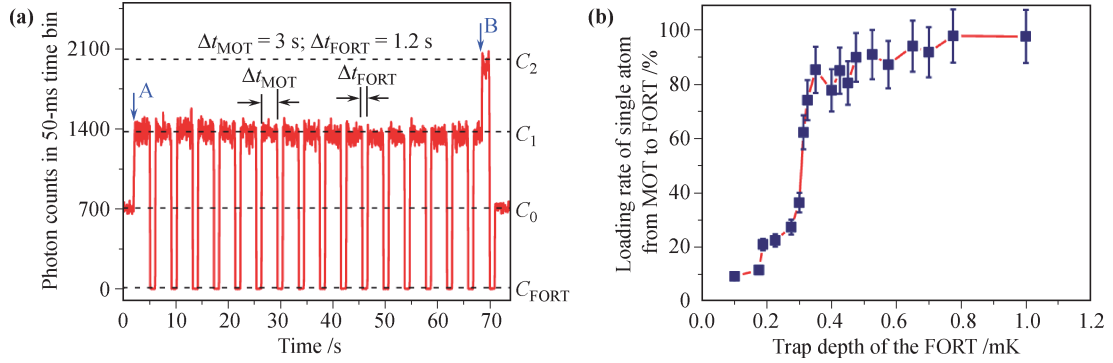 (a)
Photon counts in 50-ms time bin
2100
1400
700
0
B
A
Δt_MOT = 3 s; Δt_FORT = 1.2 s
Δt_MOT
Δt_FORT
C_2
C_1
C_0
C_FORT
0 10 20 30 40 50 60 70
Time /s
(b)
Loading rate of single atom
from MOT to FORT /%
100
80
60
40
20
0
0.2 0.4 0.6 0.8 1.0 1.2
Trap depth of the FORT /mK